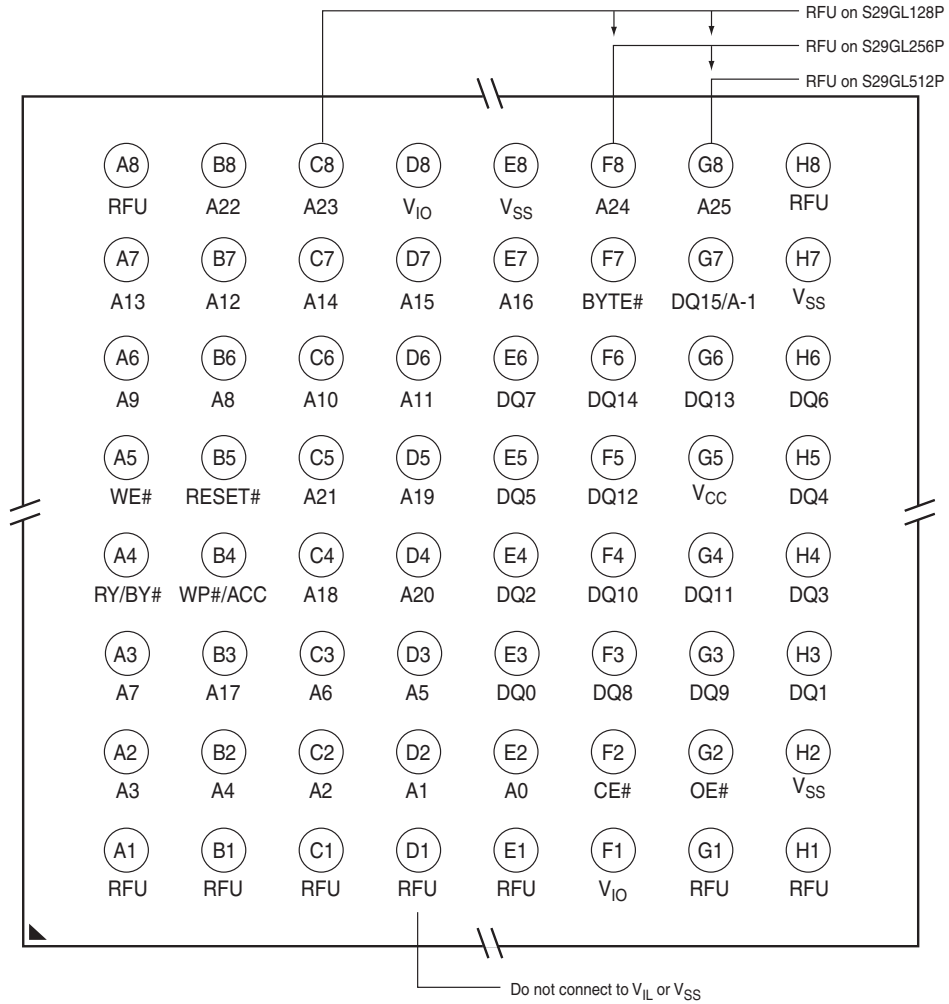 RFU on S29GL128P
RFU on S29GL256P
RFU on S29GL512P
A8 B8 C8 D8 E8 F8 G8 H8
RFU A22 A23 VIO VSS A24 A25 RFU
A7 B7 C7 D7 E7 F7 G7 H7
A13 A12 A14 A15 A16 BYTE# DQ15/A-1 VSS
A6 B6 C6 D6 E6 F6 G6 H6
A9 A8 A10 A11 DQ7 DQ14 DQ13 DQ6
A5 B5 C5 D5 E5 F5 G5 H5
WE# RESET# A21 A19 DQ5 DQ12 VCC DQ4
A4 B4 C4 D4 E4 F4 G4 H4
RY/BY# WP#/ACC A18 A20 DQ2 DQ10 DQ11 DQ3
A3 B3 C3 D3 E3 F3 G3 H3
A7 A17 A6 A5 DQ0 DQ8 DQ9 DQ1
A2 B2 C2 D2 E2 F2 G2 H2
A3 A4 A2 A1 A0 CE# OE# VSS
A1 B1 C1 D1 E1 F1 G1 H1
RFU RFU RFU RFU RFU VIO RFU RFU
Do not connect to VIL or VSS